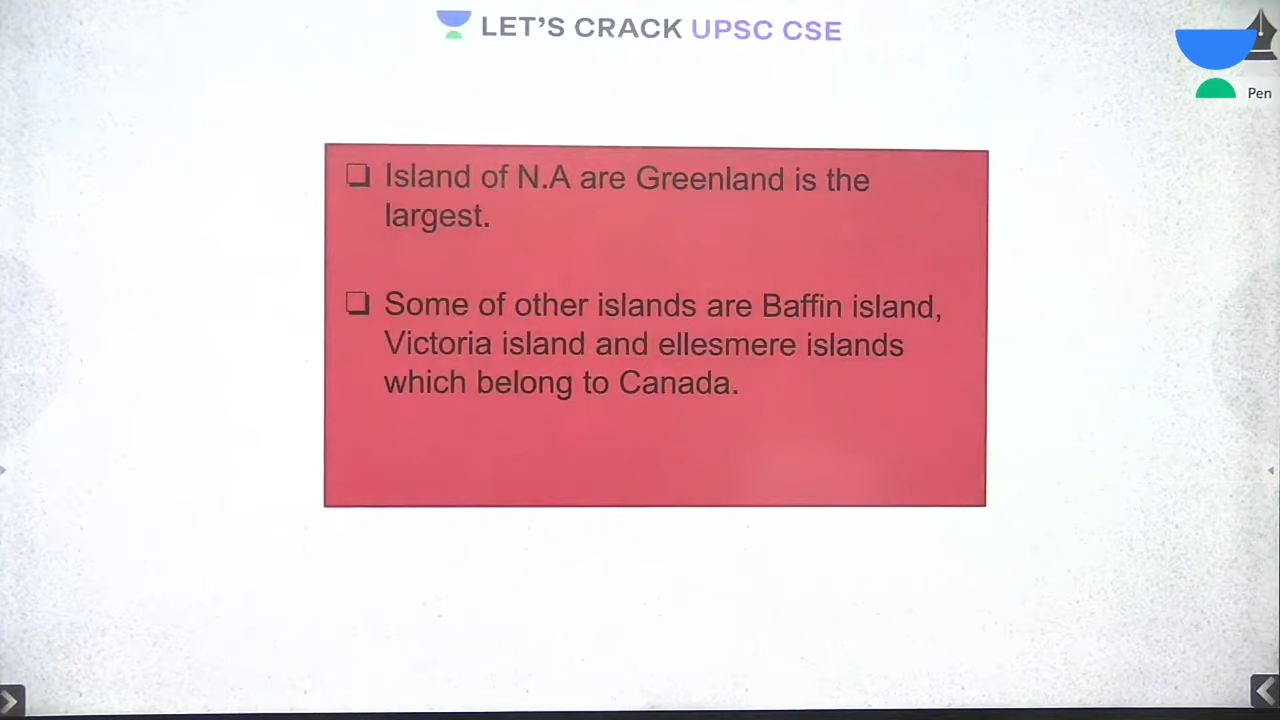 LET'S CRACK UPSC CSE
Pen
❑ Island of N.A are Greenland is the
largest.
❑ Some of other islands are Baffin island,
Victoria island and ellesmere islands
which belong to Canada.